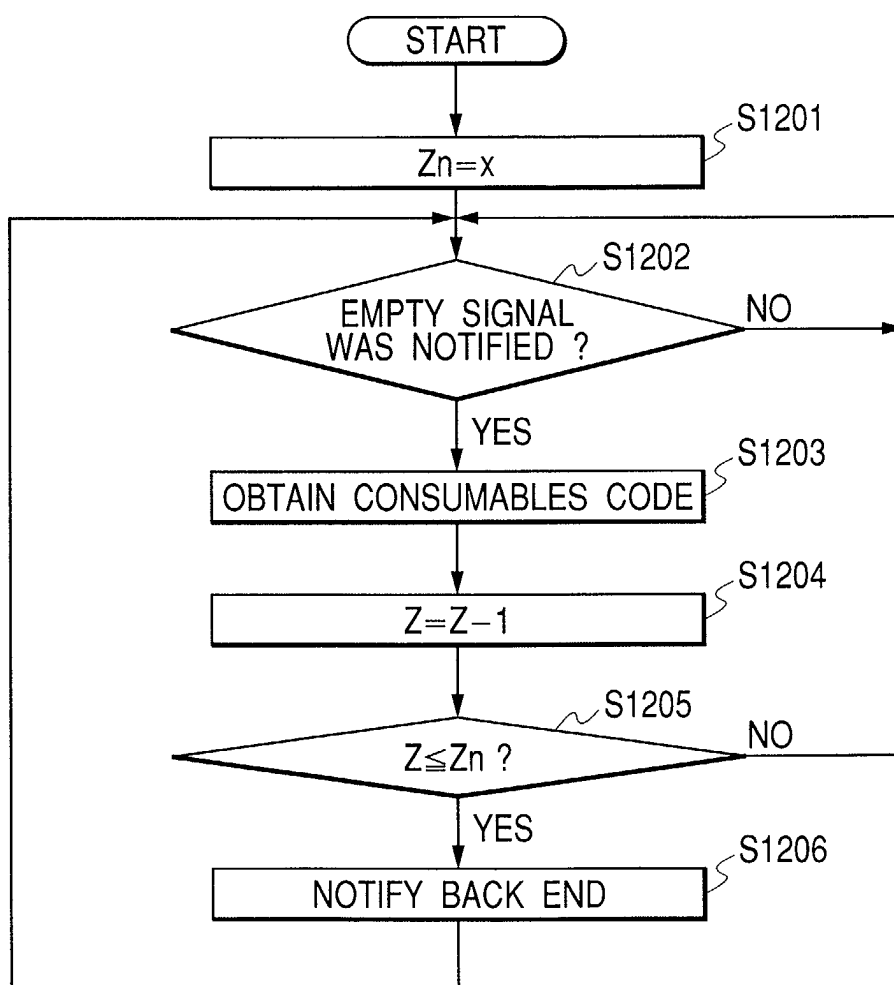 START
S1201
Zn=x
S1202
EMPTY SIGNAL
WAS NOTIFIED ?
NO
YES
S1203
OBTAIN CONSUMABLES CODE
S1204
Z=Z−1
S1205
Z≦Zn ?
NO
YES
S1206
NOTIFY BACK END